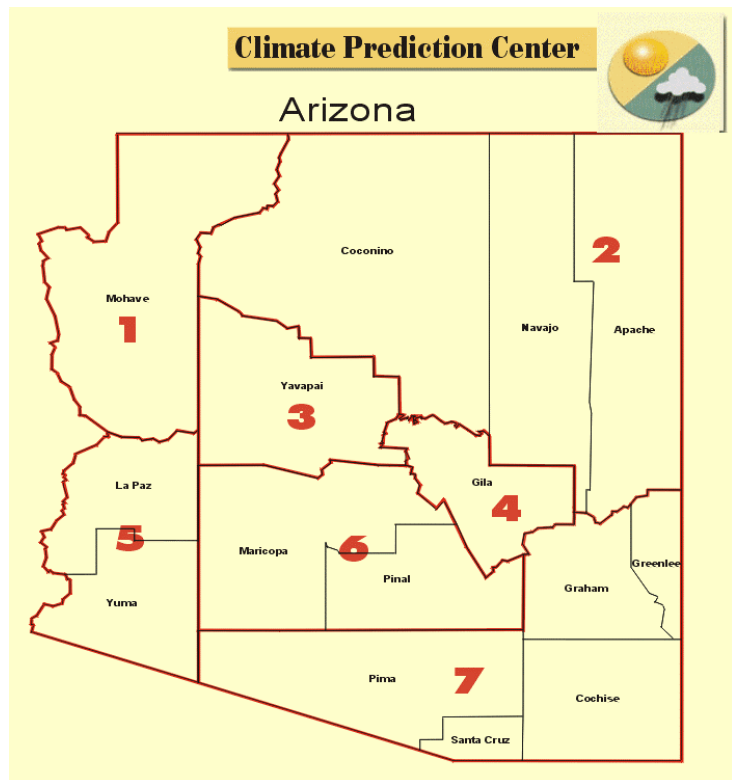 Climate Prediction Center
Arizona
Coconino
2
Mohave
1
Navajo
Apache
Yavapai
3
La Paz
Gila
4
5
Maricopa
6
Pinal
Greenlee
Graham
Yuma
Pima
7
Cochise
Santa Cruz